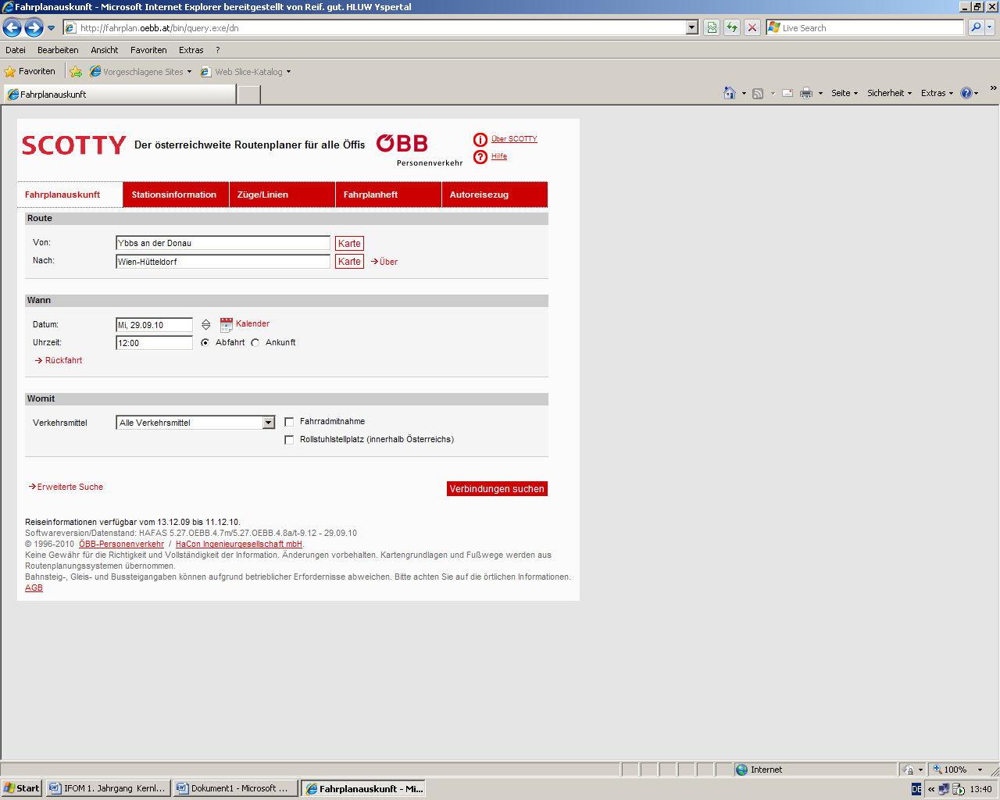 Fahrplanauskunft - Microsoft Internet Explorer bereitgestellt von Reif. gut. HLUW Yspertal
http://fahrplan.oebb.at/bin/query.exe/dn
Live Search
Datei Bearbeiten Ansicht Favoriten Extras ?
Favoriten Vorgeschlagene Sites Web Slice-Katalog
Fahrplanauskunft
Seite Sicherheit Extras »
SCOTTY Der österreichweite Routenplaner für alle Öffis ÖBB
Personenverkehr
Über SCOTTY
Hilfe
Fahrplanauskunft Stationsinformation Züge/Linien Fahrplanheft Autoreisezug
Route
Von: Ybbs an der Donau Karte
Nach: Wien-Hütteldorf Karte Über
Wann
Datum: Mi, 29.09.10 Kalender
Uhrzeit: 12:00 Abfahrt Ankunft
Rückfahrt
Womit
Verkehrsmittel Alle Verkehrsmittel Fahrradmitnahme
Rollstuhlstellplatz (innerhalb Österreichs)
Erweiterte Suche Verbindungen suchen
Reiseinformationen verfügbar vom 13.12.09 bis 11.12.10.
Softwareversion/Datenstand: HAFAS 5.27.OEBB.4.7m/5.27.OEBB.4.8a/t-9.12 - 29.09.10
© 1996-2010 ÖBB-Personenverkehr / HaCon Ingenieurgesellschaft mbH.
Keine Gewähr für die Richtigkeit und Vollständigkeit der Information. Änderungen vorbehalten. Kartengrundlagen und Fußwege werden aus
Routenplanungssystemen übernommen.
Bahnsteig-, Gleis- und Bussteigangaben können aufgrund betrieblicher Erfordernisse abweichen. Bitte achten Sie auf die örtlichen Informationen.
AGB
Internet 100%
Start IFOM 1. Jahrgang Kernl... Dokument1 - Microsoft ... Fahrplanauskunft - Mi... DE « 13:40